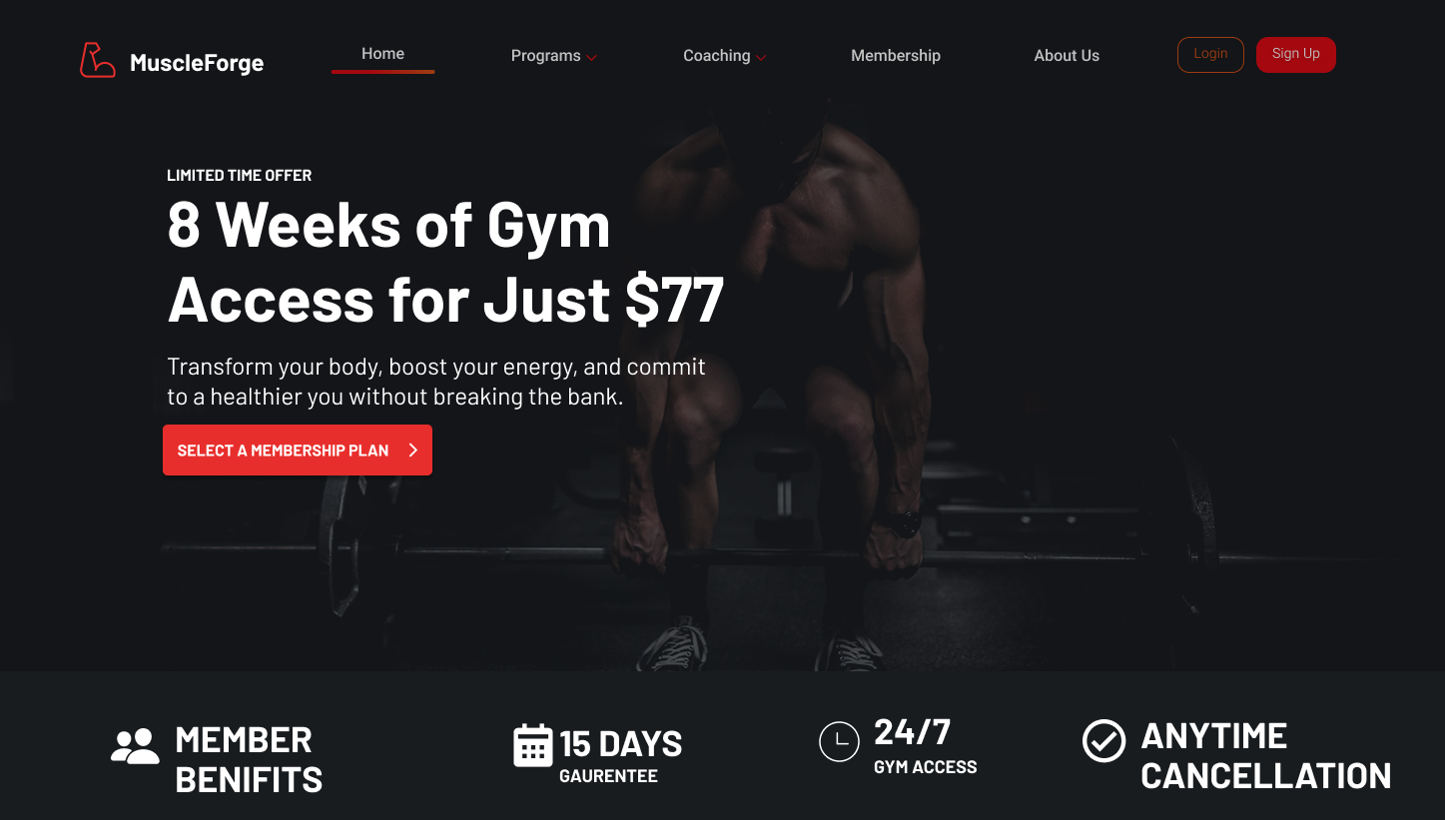 MuscleForge
Home
Programs
Coaching
Membership
About Us
Login
Sign Up
LIMITED TIME OFFER
8 Weeks of Gym
Access for Just $77
Transform your body, boost your energy, and commit
to a healthier you without breaking the bank.
SELECT A MEMBERSHIP PLAN
MEMBER
BENIFITS
15 DAYS
GAURENTEE
24/7
GYM ACCESS
ANYTIME
CANCELLATION